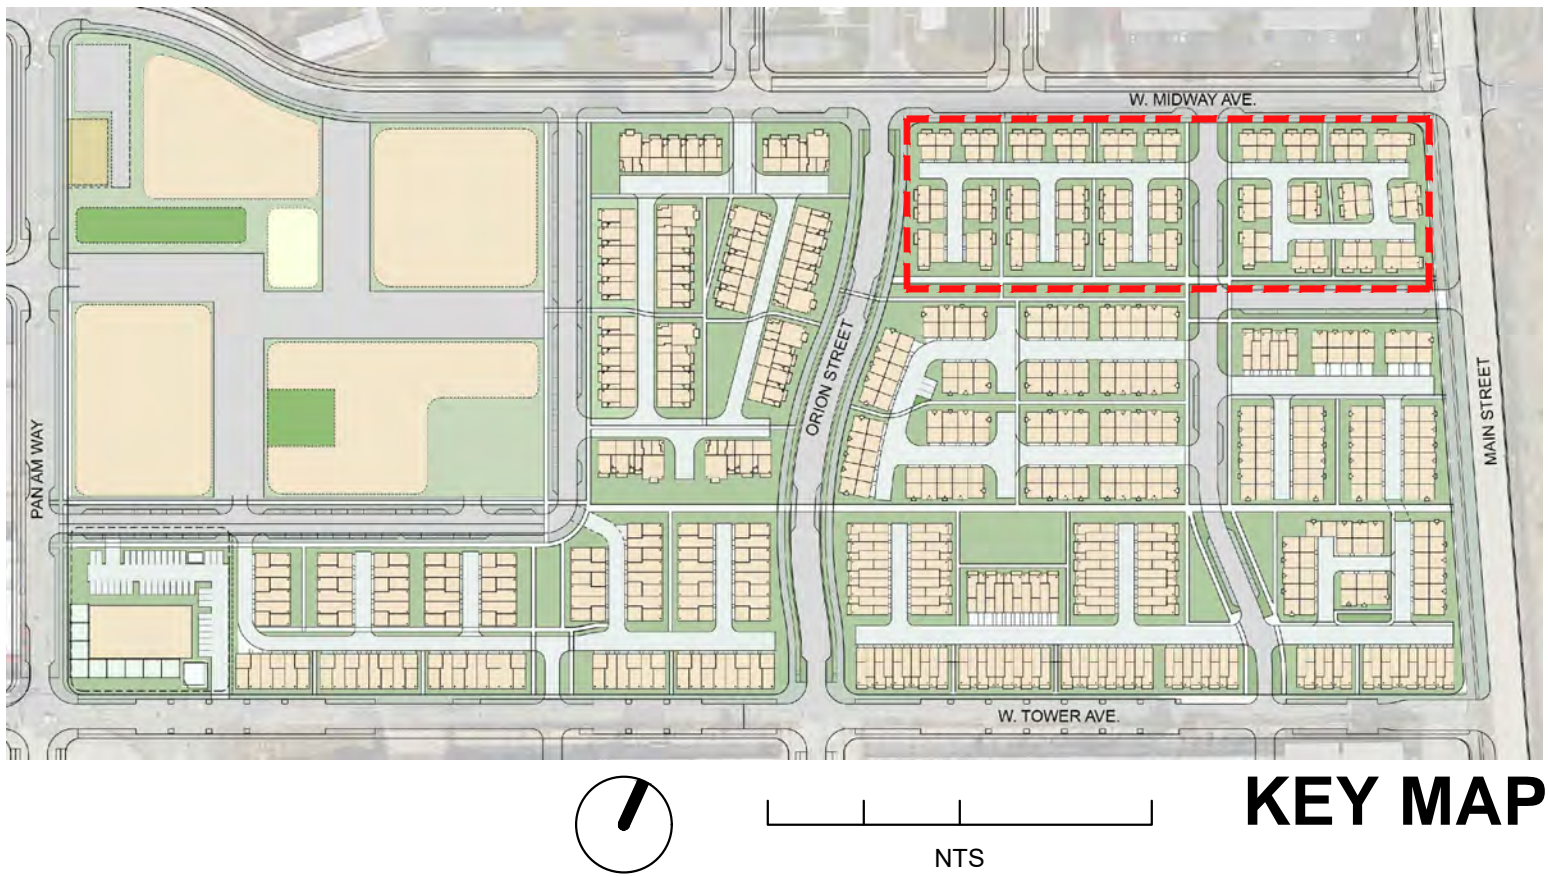 W. MIDWAY AVE.
ORION STREET
MAIN STREET
PAN AM WAY
W. TOWER AVE.
KEY MAP
NTS